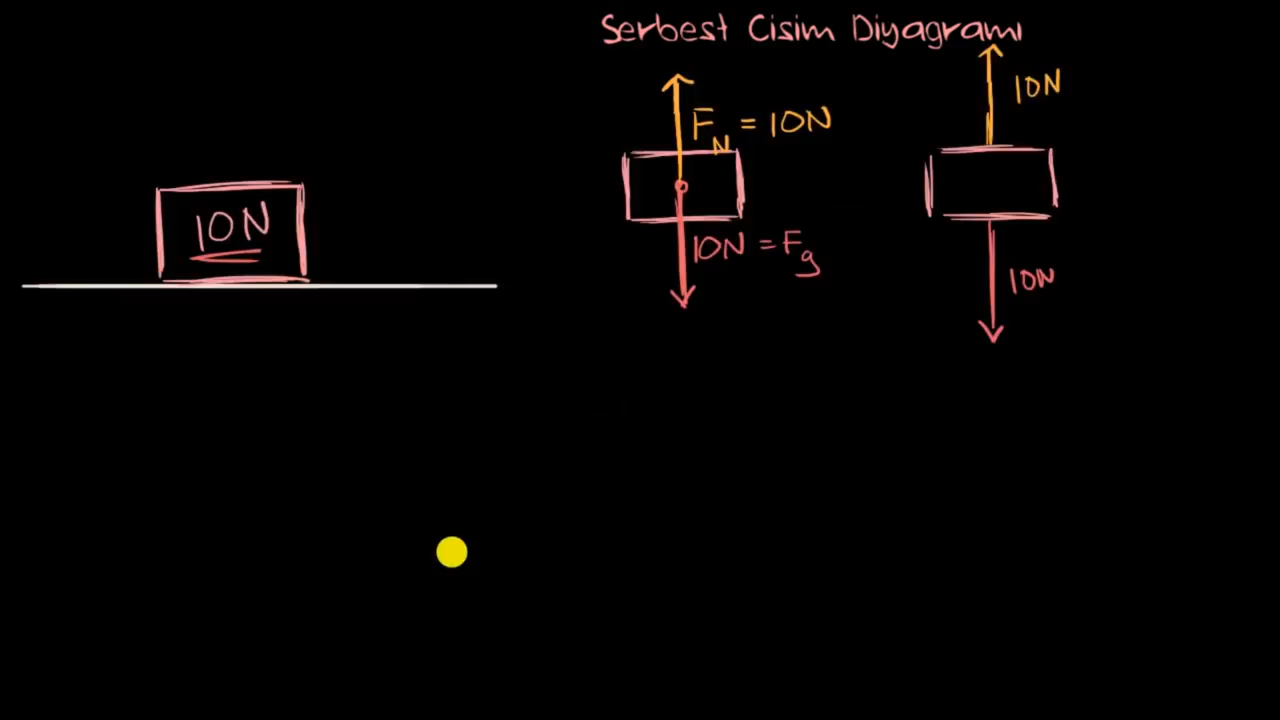 Serbest Cisim Diyagramı
10N
F_N = 10N
10N = F_g
10N
10N